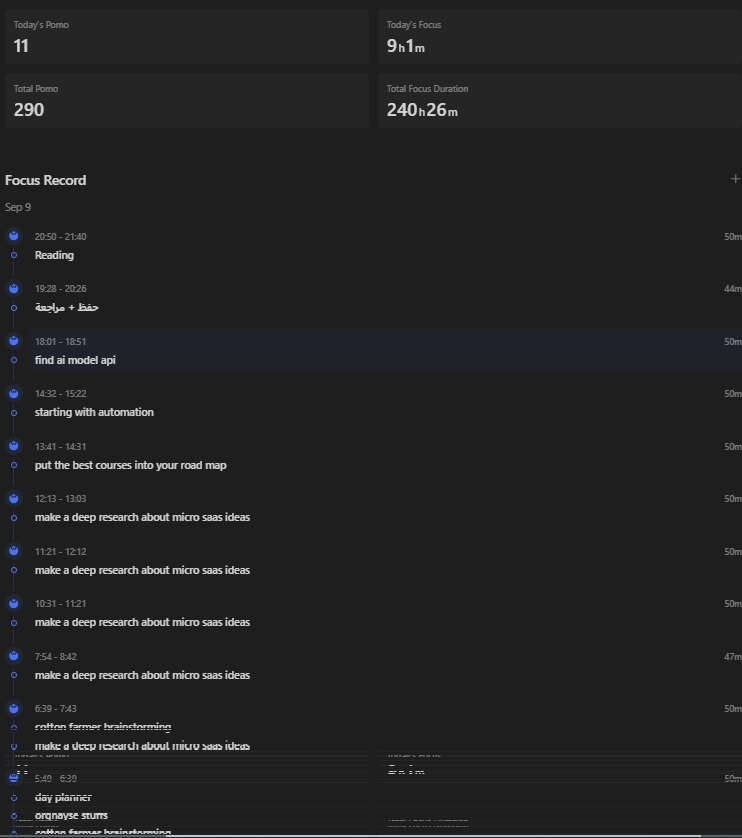 Today's Pomo
11
Today's Focus
9h1m
Total Pomo
290
Total Focus Duration
240h26m
Focus Record
+
Sep 9
20:50 - 21:40
50m
Reading
19:28 - 20:26
44m
حفظ + مراجعة
18:01 - 18:51
50m
find ai model api
14:32 - 15:22
50m
starting with automation
13:41 - 14:31
50m
put the best courses into your road map
12:13 - 13:03
50m
make a deep research about micro saas ideas
11:21 - 12:12
50m
make a deep research about micro saas ideas
10:31 - 11:21
50m
make a deep research about micro saas ideas
7:54 - 8:42
47m
make a deep research about micro saas ideas
6:39 - 7:43
50m
cotton farmer brainstorming
make a deep research about micro saas ideas
5:49 - 6:39
50m
day planner
orgnayse stuffs
cotton farmer brainstorming